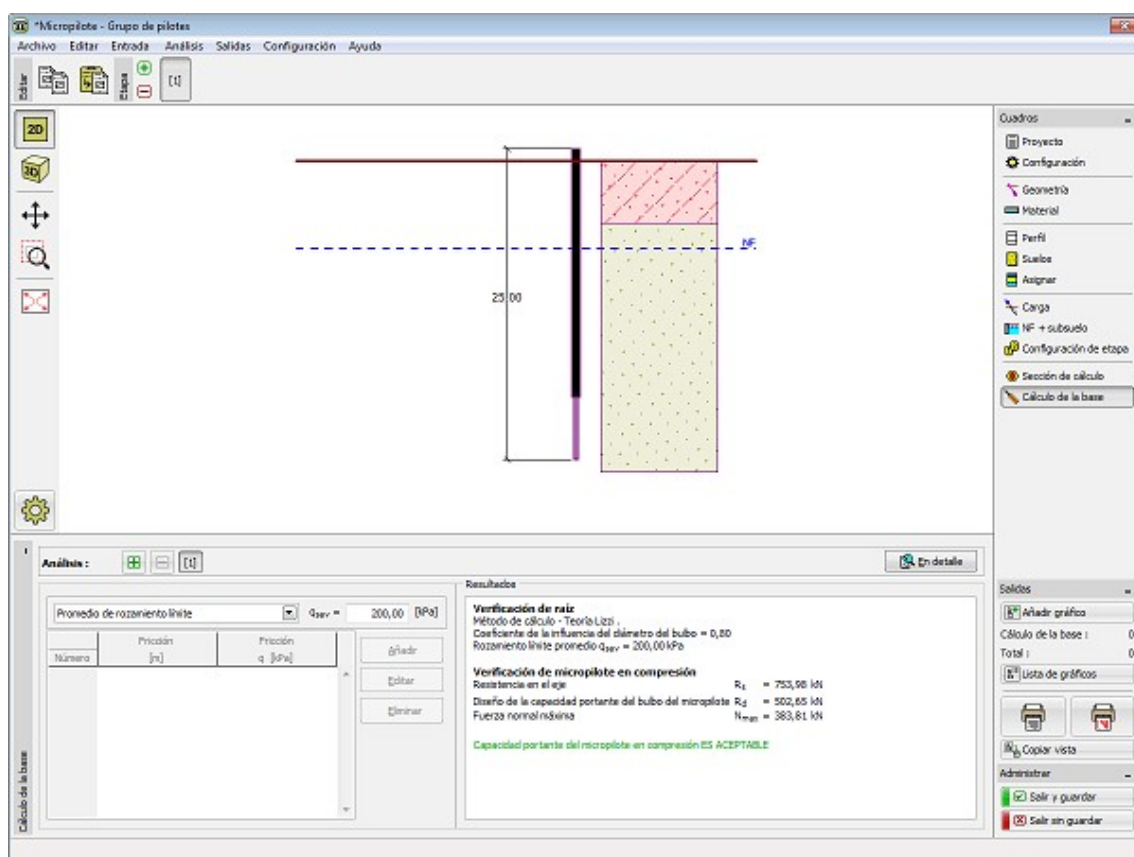 *Micropilote - Grupo de pilotes
Archivo Editar Entrada Análisis Salidas Configuración Ayuda
Editar
Etapa
[1]
2D
3D
25,00
NF
Cuadros
Proyecto
Configuración
Geometría
Material
Perfil
Suelos
Asignar
Carga
NF + subsuelo
Configuración de etapa
Sección de cálculo
Cálculo de la base
Análisis :
[1]
En detalle
Promedio de rozamiento límite
qsav = 200,00 [kPa]
Número
Fricción
[m]
Fricción
q [kPa]
Añadir
Editar
Eliminar
Resultados
Verificación de raíz
Método de cálculo - Teoría Lizzi .
Coeficiente de la influencia del diámetro del bulbo = 0,80
Rozamiento límite promedio qsav = 200,00 kPa
Verificación de micropilote en compresión
Resistencia en el eje Rs = 753,98 kN
Diseño de la capacidad portante del bulbo del micropilote Rd = 502,65 kN
Fuerza normal máxima Nmax = 383,81 kN
Capacidad portante del micropilote en compresión ES ACEPTABLE
Cálculo de la base
Salidas
Añadir gráfico
Cálculo de la base : 0
Total : 0
Lista de gráficos
Copiar vista
Administrar
Salir y guardar
Salir sin guardar